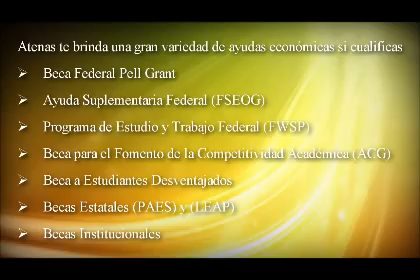 Atenas te brinda una gran variedad de ayudas económicas si cualificas
Beca Federal Pell Grant
Ayuda Suplementaria Federal (FSEOG)
Programa de Estudio y Trabajo Federal (FWSP)
Beca para el Fomento de la Competitividad Académica (ACG)
Beca a Estudiantes Desventajados
Becas Estatales (PAES) y (LEAP)
Becas Institucionales